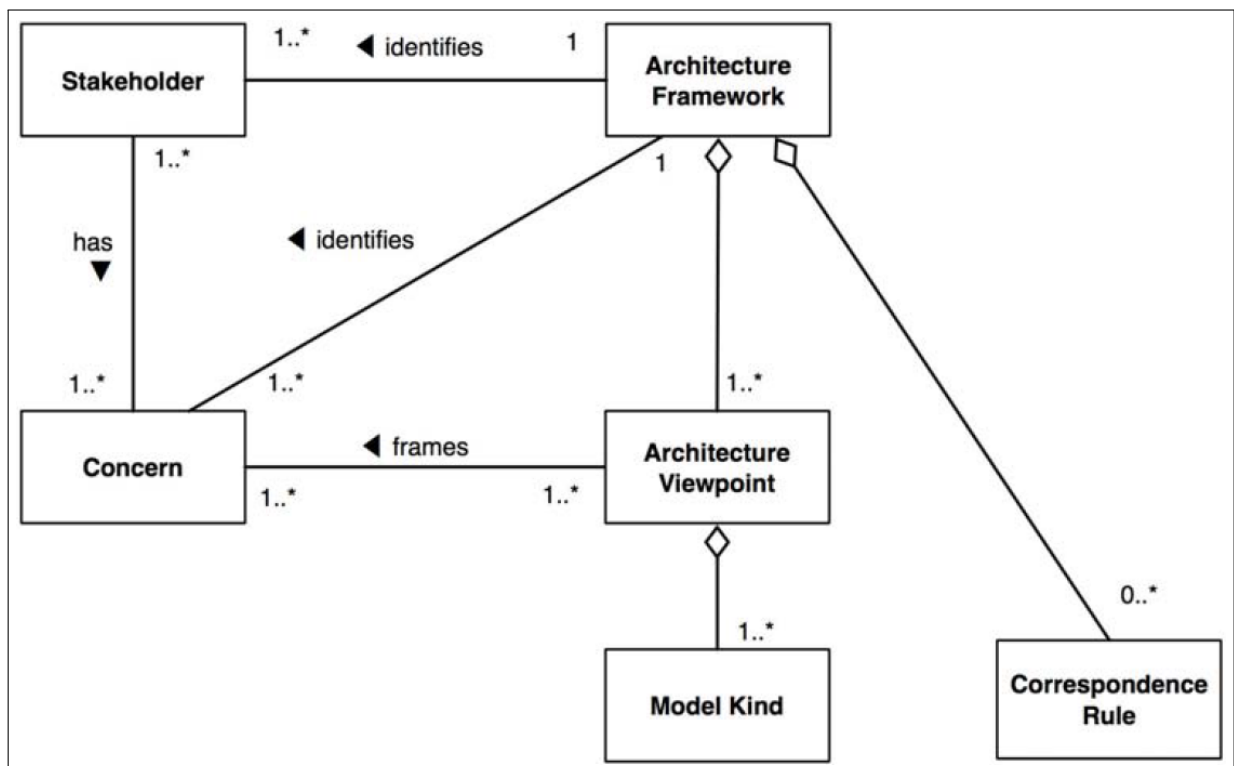 1..*
◄ identifies
1
Stakeholder
Architecture
Framework
1..*
1
has
▼
◄ identifies
1..*
1..*
1..*
Concern
◄ frames
Architecture
Viewpoint
1..*
1..*
1..*
0..*
Model Kind
Correspondence
Rule